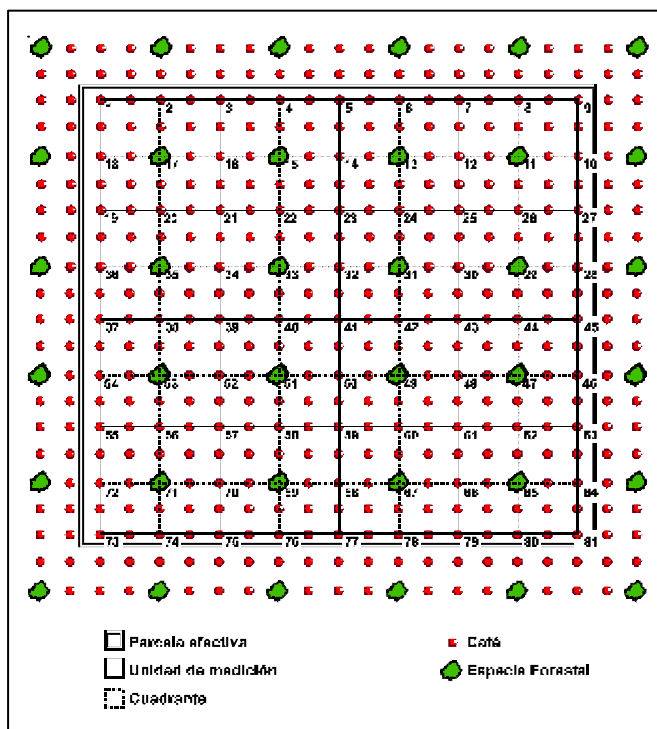 1 2 3 4 5 6 7 8 9
18 17 16 15 14 13 12 11 10
19 20 21 22 23 24 25 26 27
36 35 34 33 32 31 30 29 28
37 38 39 40 41 42 43 44 45
54 53 52 51 50 49 48 47 46
55 56 57 58 59 60 61 62 63
72 71 70 69 68 67 66 65 64
73 74 75 76 77 78 79 80 81
Parcela efectiva
Café
Unidad de medición
Especie Forestal
Cuadrante